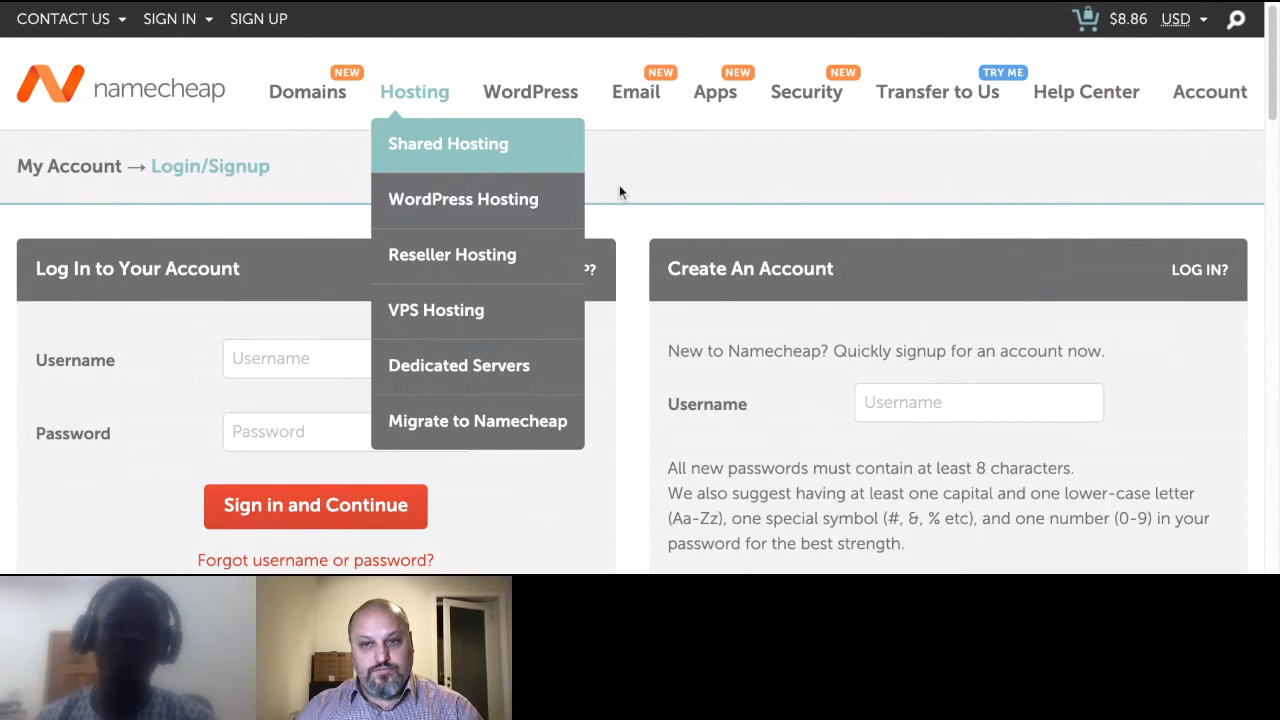 CONTACT US SIGN IN SIGN UP $8.86 USD
NEW NEW NEW NEW TRY ME
namecheap Domains Hosting WordPress Email Apps Security Transfer to Us Help Center Account
Shared Hosting
My Account → Login/Signup
WordPress Hosting
Reseller Hosting
Log In to Your Account P? Create An Account LOG IN?
VPS Hosting
New to Namecheap? Quickly signup for an account now.
Username Username
Dedicated Servers
Username Username
Migrate to Namecheap
Password Password
All new passwords must contain at least 8 characters.
We also suggest having at least one capital and one lower-case letter
(Aa-Zz), one special symbol (#, &, % etc), and one number (0-9) in your
password for the best strength.
Sign in and Continue
Forgot username or password?